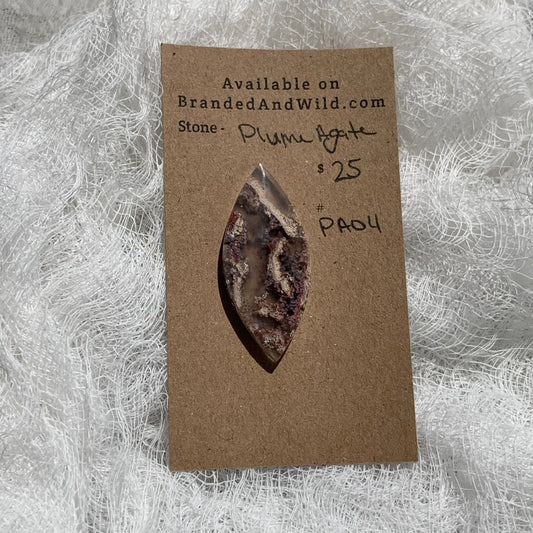 Available on
BrandedAndWild.com
Stone - Plume Agate
$ 25
#
PA04